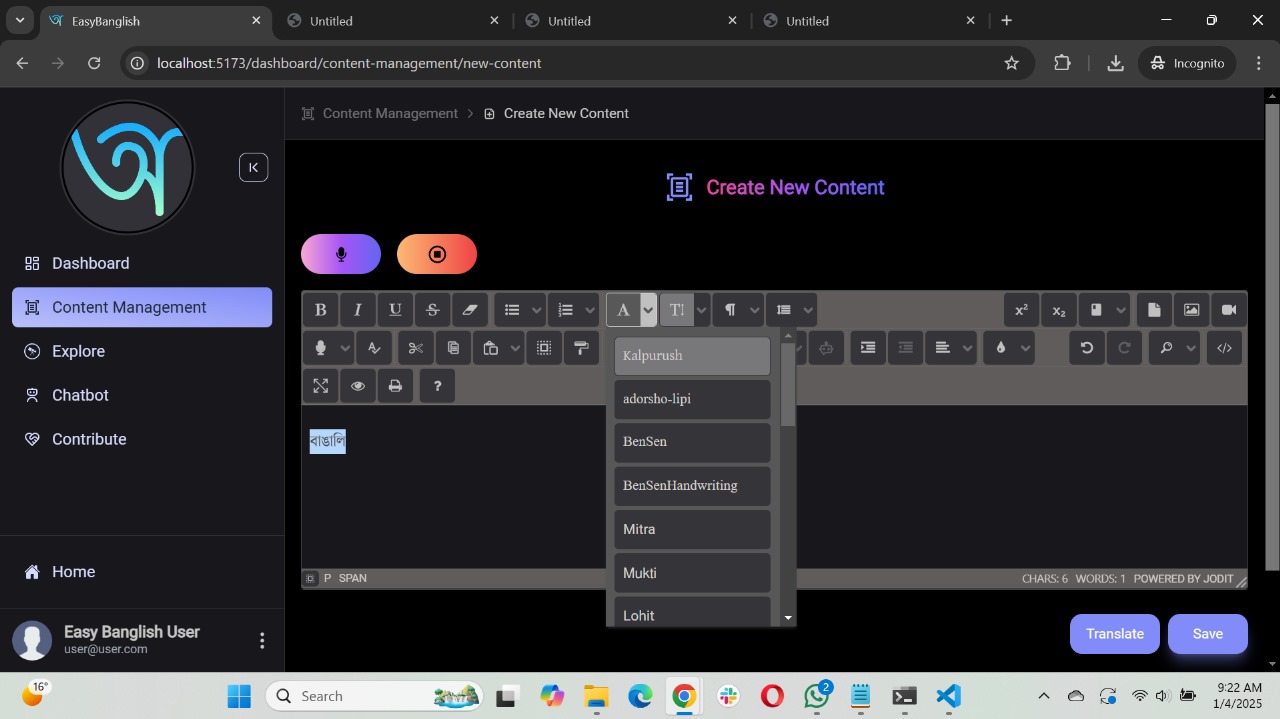 EasyBanglish
Untitled
Untitled
Untitled
localhost:5173/dashboard/content-management/new-content
Incognito
অ
Content Management > Create New Content
Create New Content
Dashboard
Content Management
Explore
Chatbot
Contribute
Home
Easy Banglish User
user@user.com
B I U S A T! ¶ x² x₂
?
Kalpurush
adorsho-lipi
BenSen
BenSenHandwriting
Mitra
Mukti
Lohit
বাঙালি
P SPAN
CHARS: 6 WORDS: 1 POWERED BY JODIT
Translate
Save
16°
Search
2
9:22 AM
1/4/2025